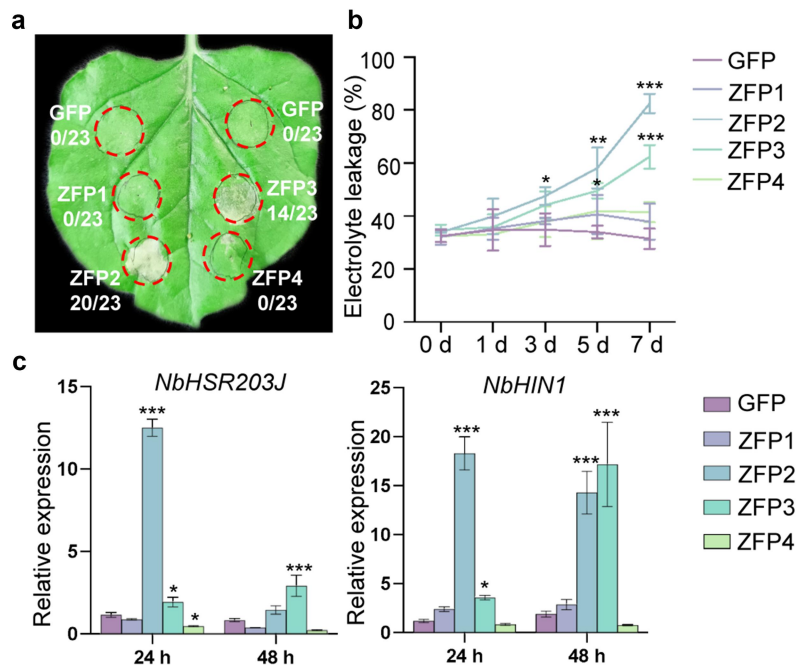 a
GFP
0/23
GFP
0/23
ZFP1
0/23
ZFP3
14/23
ZFP2
20/23
ZFP4
0/23
b
Electrolyte leakage (%)
100
80
60
40
20
0
0 d
1 d
3 d
5 d
7 d
*
**
*
***
***
GFP
ZFP1
ZFP2
ZFP3
ZFP4
c
NbHSR203J
Relative expression
15
10
5
0
***
*
*
***
24 h
48 h
NbHIN1
Relative expression
25
20
15
10
5
0
***
*
***
***
24 h
48 h
GFP
ZFP1
ZFP2
ZFP3
ZFP4